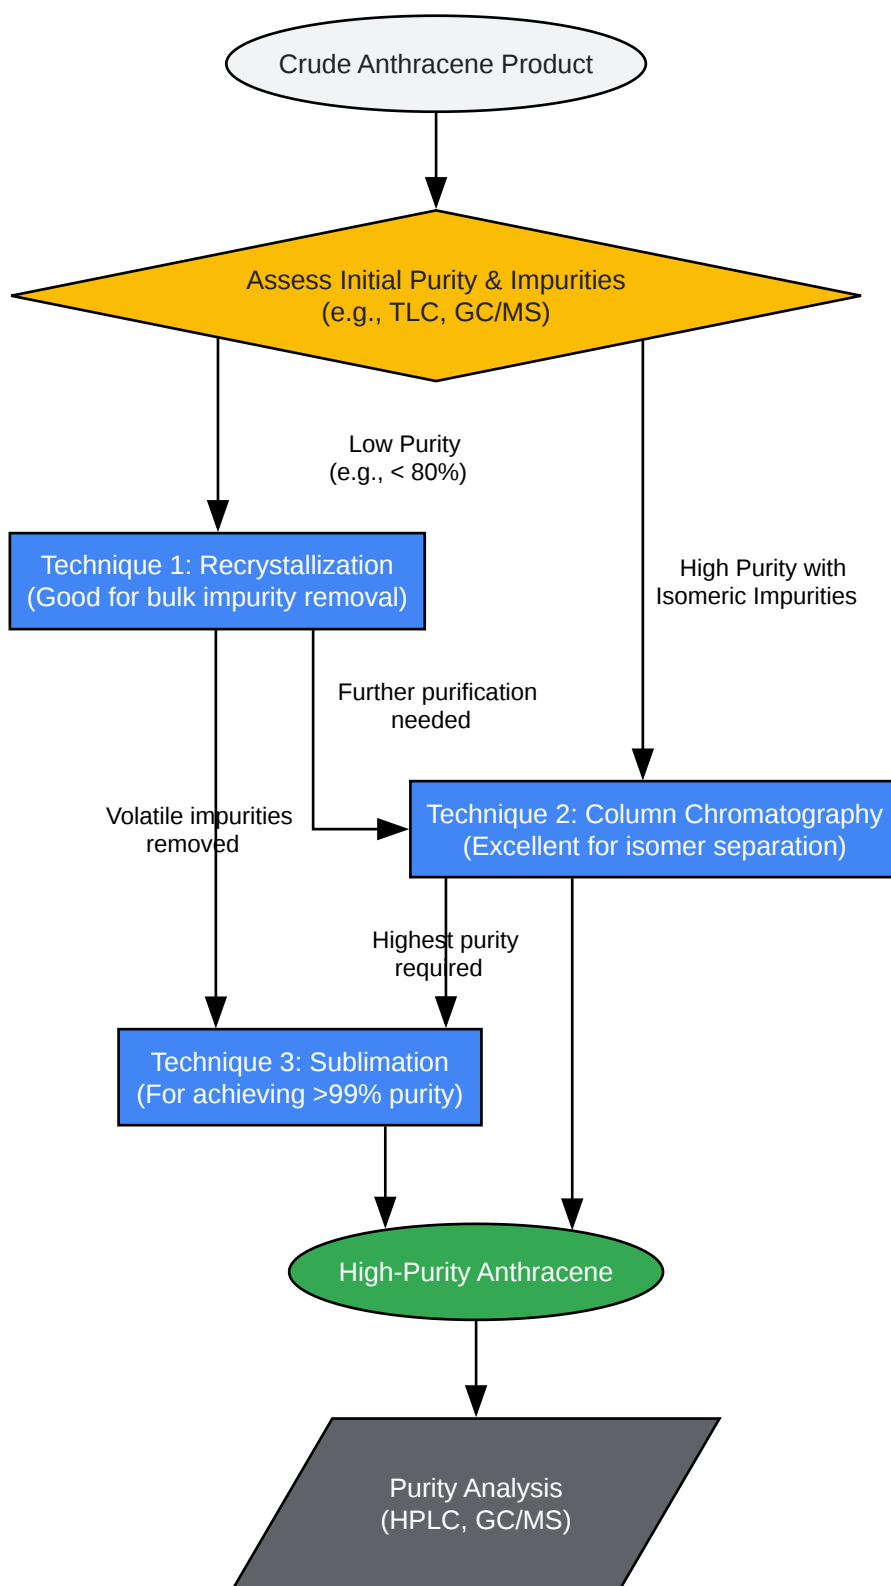 Crude Anthracene Product
Assess Initial Purity & Impurities
(e.g., TLC, GC/MS)
Low Purity
(e.g., < 80%)
Technique 1: Recrystallization
(Good for bulk impurity removal)
High Purity with
Isomeric Impurities
Further purification
needed
Volatile impurities
removed
Technique 2: Column Chromatography
(Excellent for isomer separation)
Highest purity
required
Technique 3: Sublimation
(For achieving >99% purity)
High-Purity Anthracene
Purity Analysis
(HPLC, GC/MS)